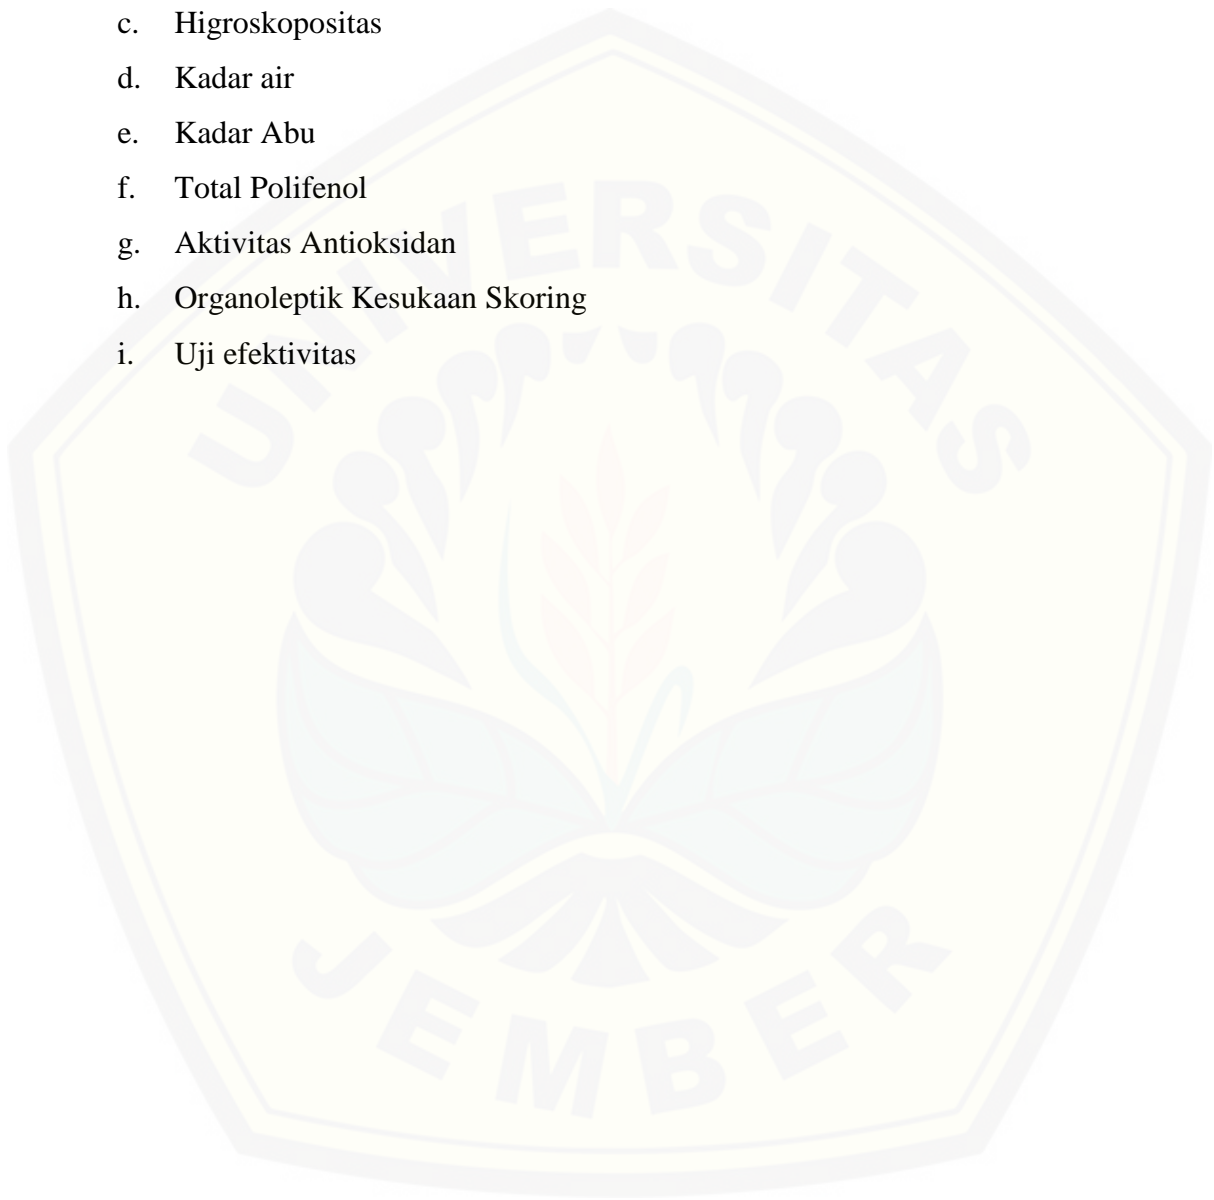 c. Higroskopositas
d. Kadar air
e. Kadar Abu
f. Total Polifenol
g. Aktivitas Antioksidan
h. Organoleptik Kesukaan Skoring
i. Uji efektivitas
UNIVERSITAS
JEMBER